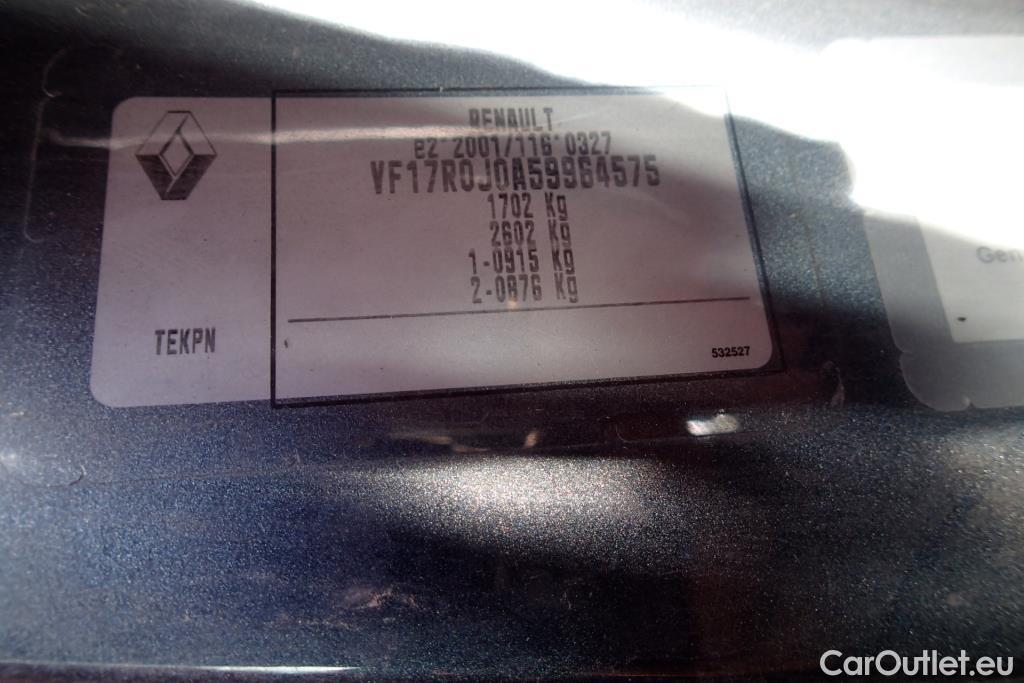 RENAULT
e2*2001/116*0327
VF17R0J0A59964575
1702 Kg
2602 Kg
1-0915 Kg
2-0876 Kg
TEKPN
532527
Gen
CarOutlet.eu